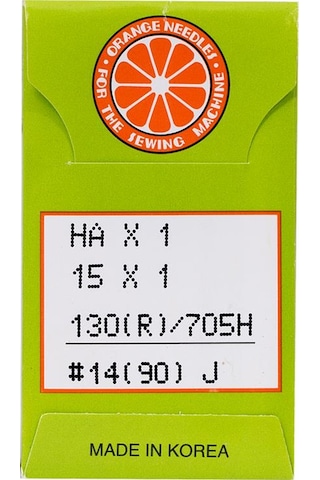 ORANGE NEEDLES
FOR THE SEWING MACHINE
HA X 1
15 X 1
130(R)/705H
#14(90) J
MADE IN KOREA